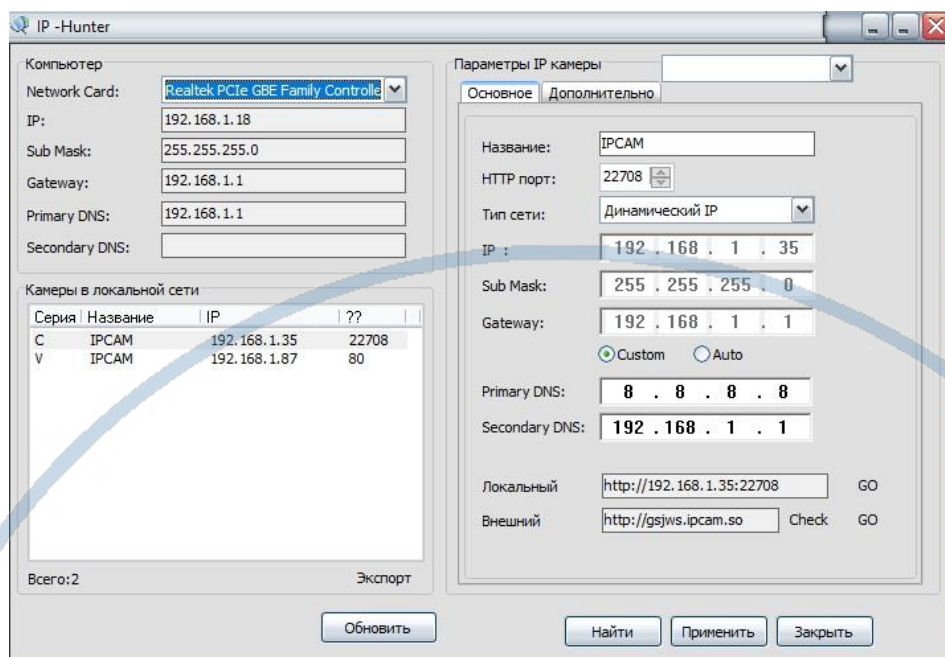 IP -Hunter
Компьютер
Network Card: Realtek PCIe GBE Family Controlle
IP: 192.168.1.18
Sub Mask: 255.255.255.0
Gateway: 192.168.1.1
Primary DNS: 192.168.1.1
Secondary DNS:
Камеры в локальной сети
Серия Название IP ??
C IPCAM 192.168.1.35 22708
V IPCAM 192.168.1.87 80
Всего:2 Экспорт
Обновить
Параметры IP камеры
Основное Дополнительно
Название: IPCAM
HTTP порт: 22708
Тип сети: Динамический IP
IP : 192 . 168 . 1 . 35
Sub Mask: 255 . 255 . 255 . 0
Gateway: 192 . 168 . 1 . 1
Custom Auto
Primary DNS: 8 . 8 . 8 . 8
Secondary DNS: 192 . 168 . 1 . 1
Локальный http://192.168.1.35:22708 GO
Внешний http://gsjws.ipcam.so Check GO
Найти Применить Закрыть